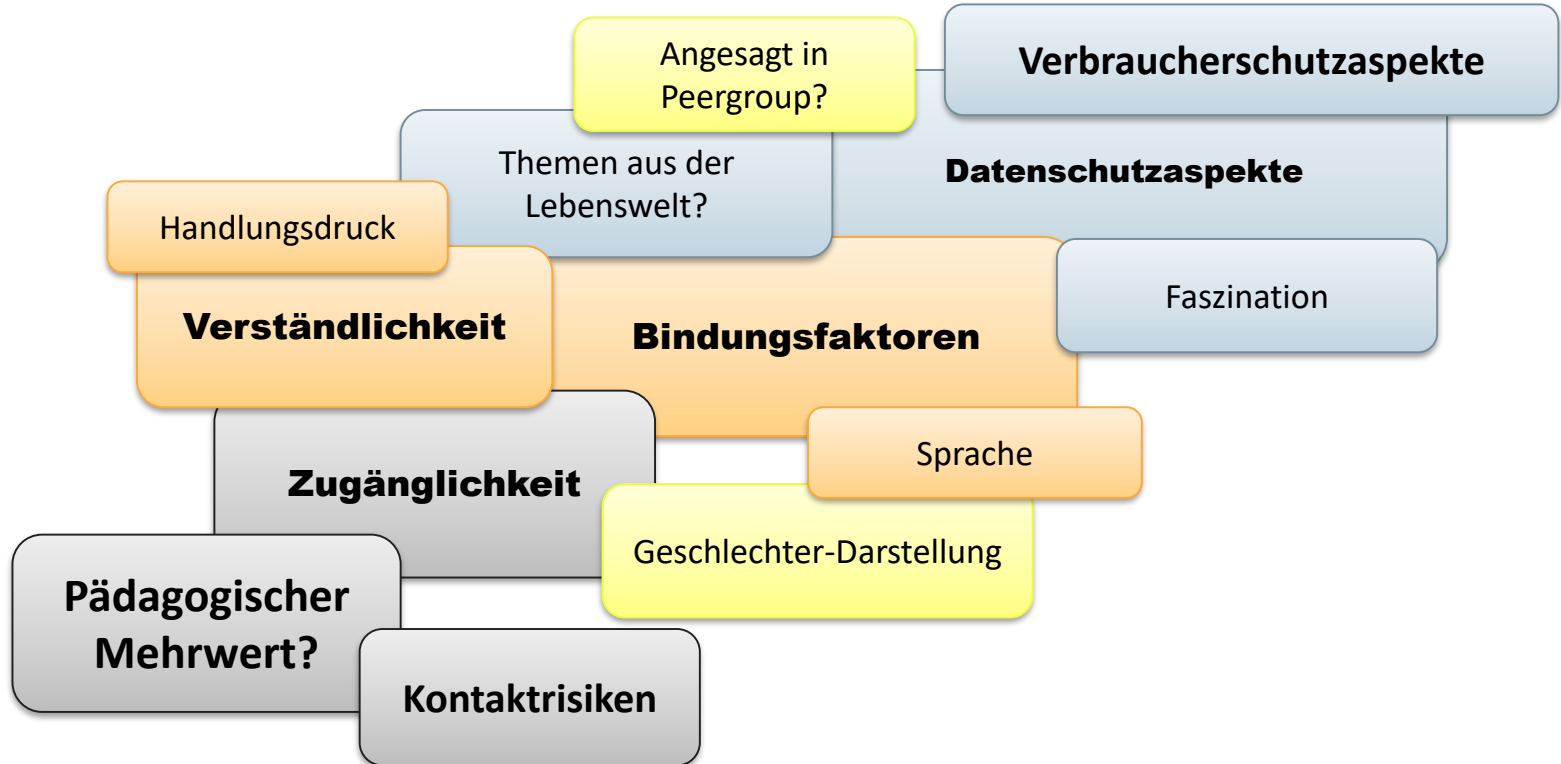 Angesagt in
Peergroup?
Verbraucherschutzaspekte
Themen aus der
Lebenswelt?
Datenschutzaspekte
Handlungsdruck
Faszination
Verständlichkeit
Bindungsfaktoren
Sprache
Zugänglichkeit
Geschlechter-Darstellung
Pädagogischer
Mehrwert?
Kontaktrisiken